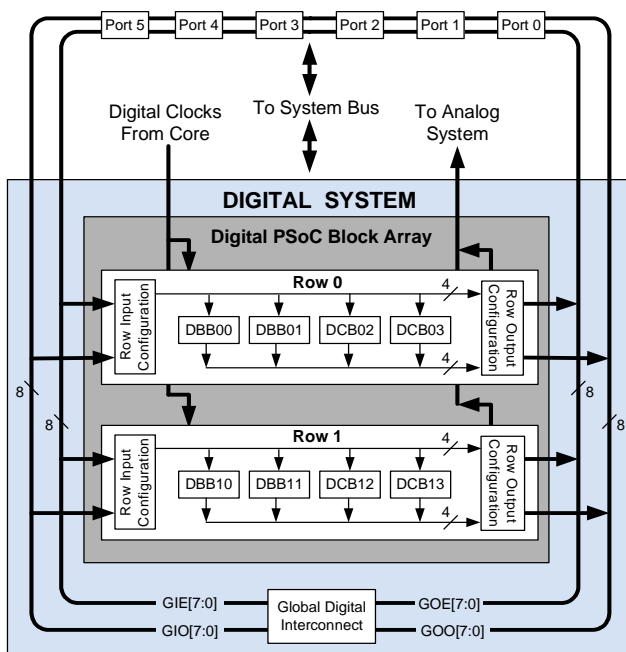 Port 5 Port 4 Port 3 Port 2 Port 1 Port 0
Digital Clocks
From Core
To System Bus
To Analog
System
DIGITAL SYSTEM
Digital PSoC Block Array
Row 0
4
Row Input
Configuration
DBB00 DBB01 DCB02 DCB03
4
Row Output
Configuration
8
8
8
8
Row 1
4
Row Input
Configuration
DBB10 DBB11 DCB12 DCB13
4
Row Output
Configuration
GIE[7:0]
GIO[7:0]
Global Digital
Interconnect
GOE[7:0]
GOO[7:0]